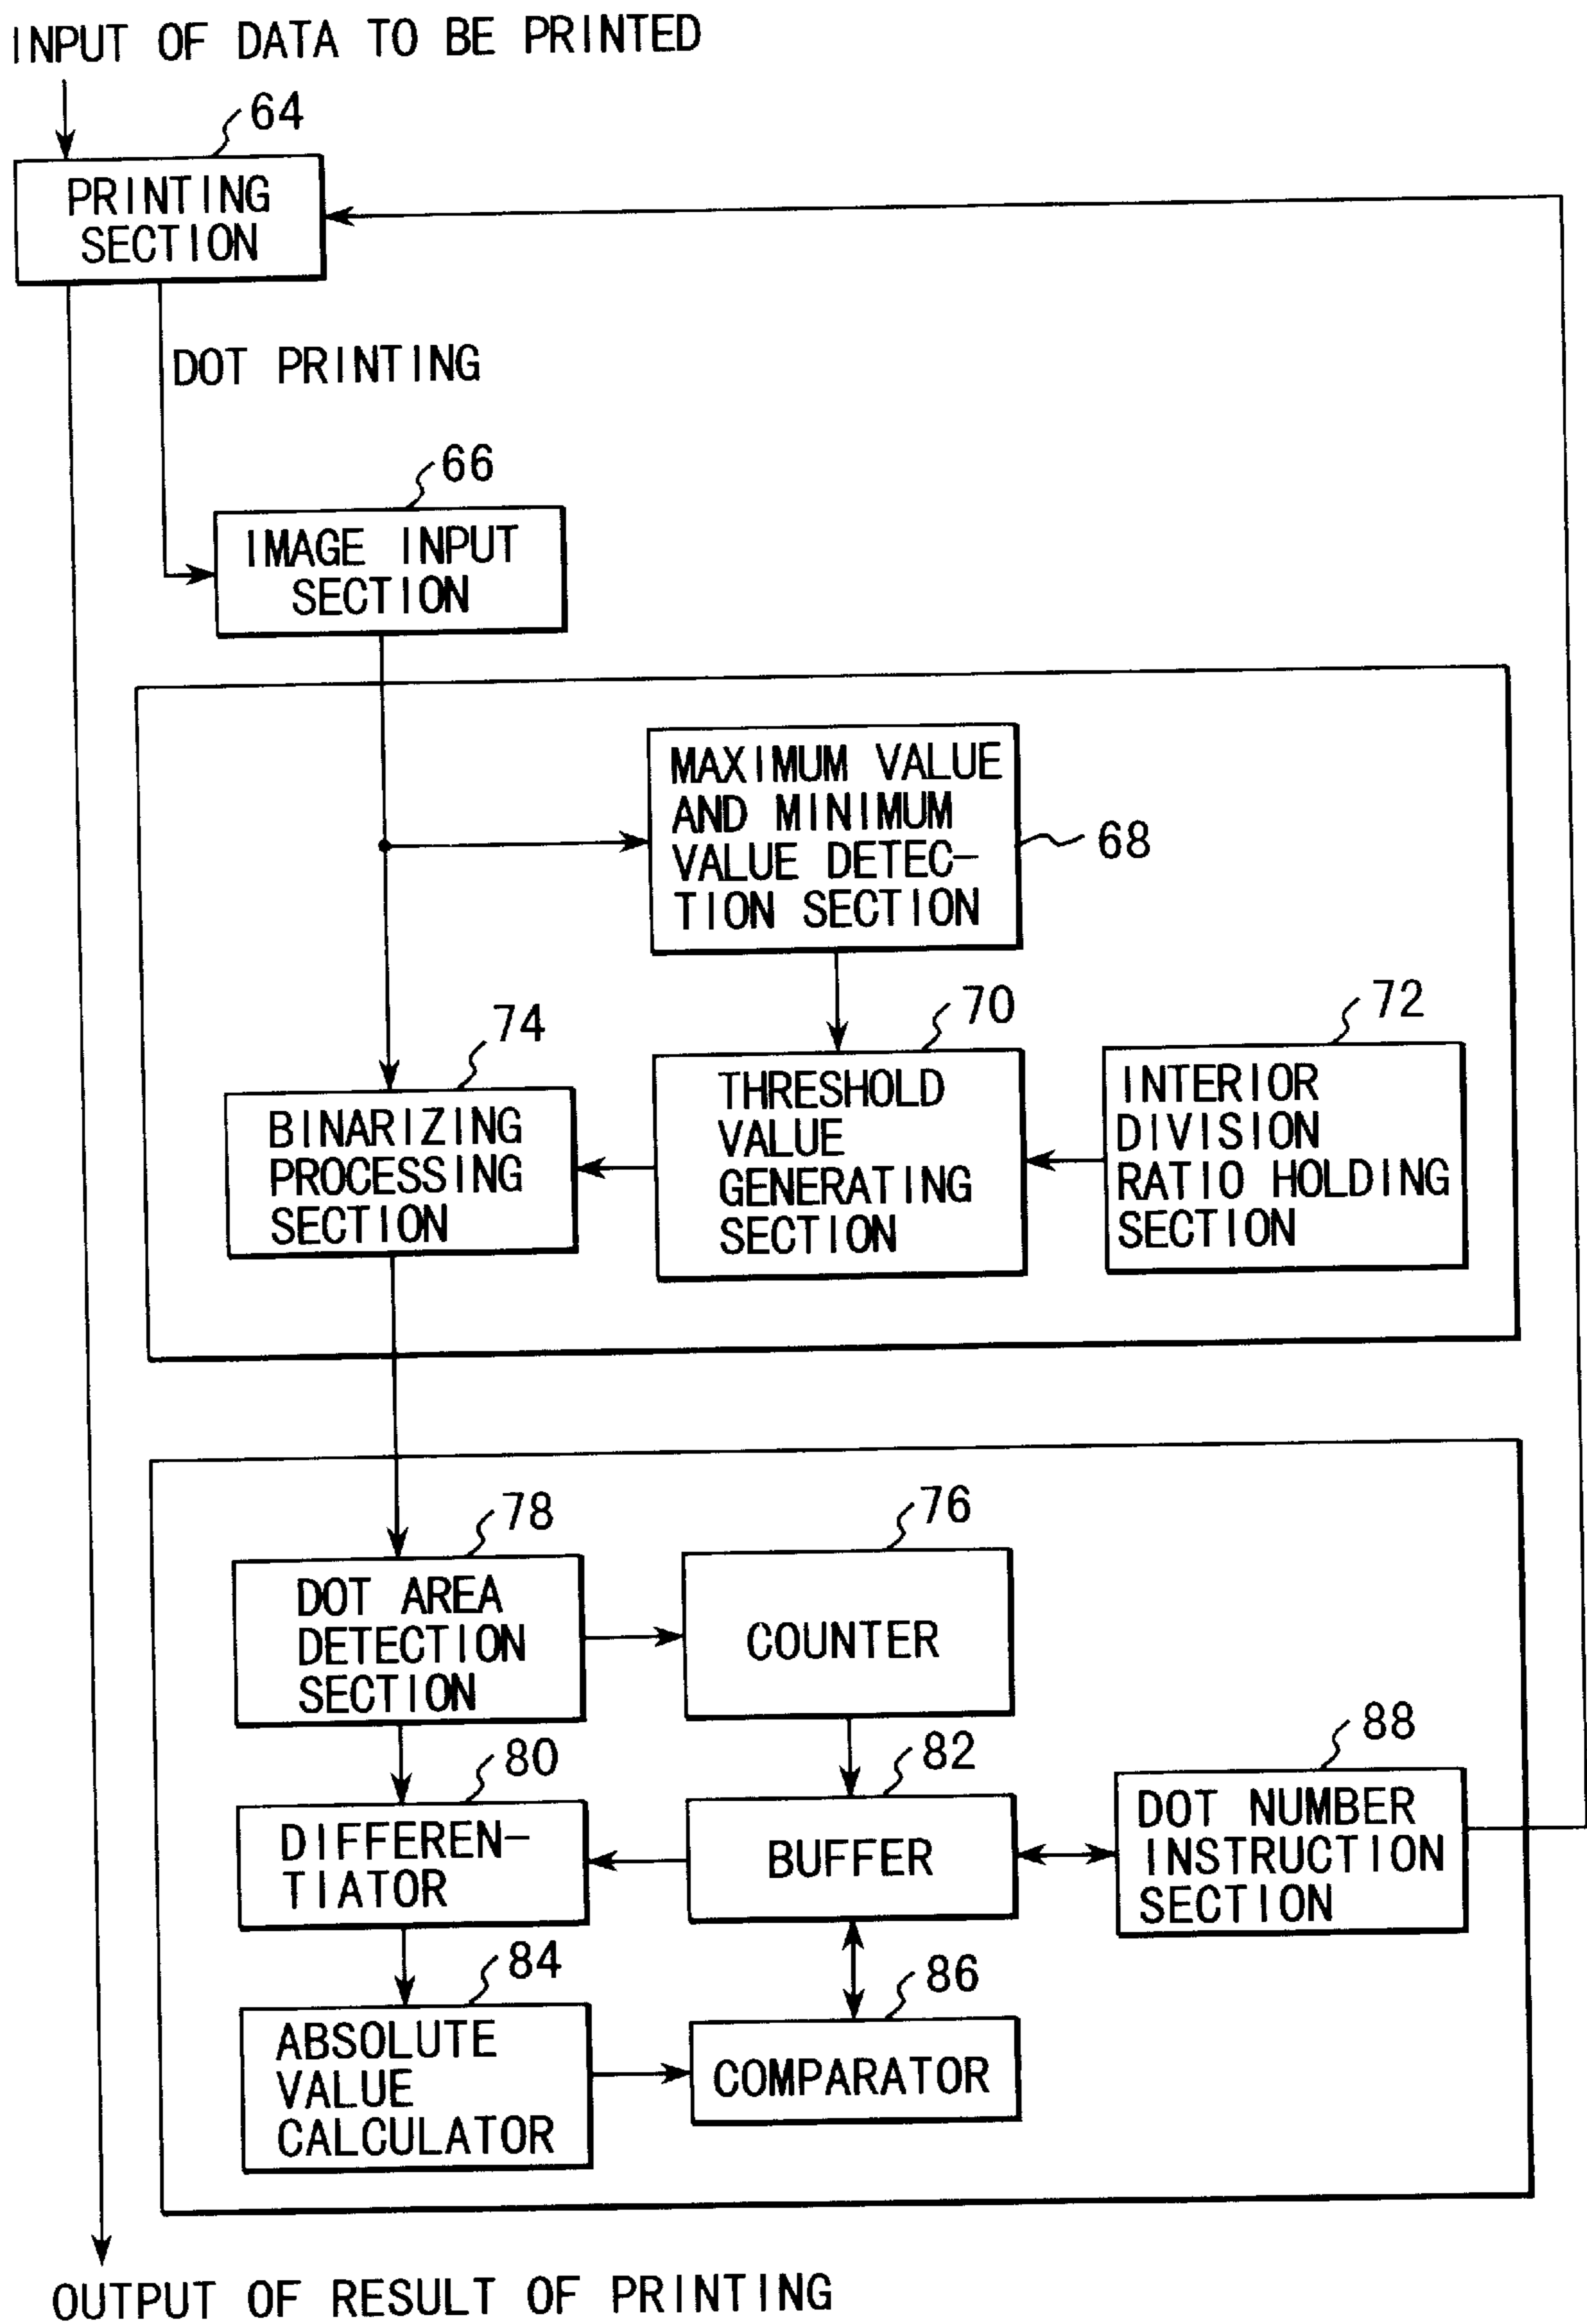 INPUT OF DATA TO BE PRINTED
64
PRINTING
SECTION
DOT PRINTING
66
IMAGE INPUT
SECTION
MAXIMUM VALUE
AND MINIMUM
VALUE DETEC-
TION SECTION
68
74
BINARIZING
PROCESSING
SECTION
70
THRESHOLD
VALUE
GENERATING
SECTION
72
INTERIOR
DIVISION
RATIO HOLDING
SECTION
78
DOT AREA
DETECTION
SECTION
76
COUNTER
80
DIFFEREN-
TIATOR
82
BUFFER
88
DOT NUMBER
INSTRUCTION
SECTION
84
ABSOLUTE
VALUE
CALCULATOR
86
COMPARATOR
OUTPUT OF RESULT OF PRINTING